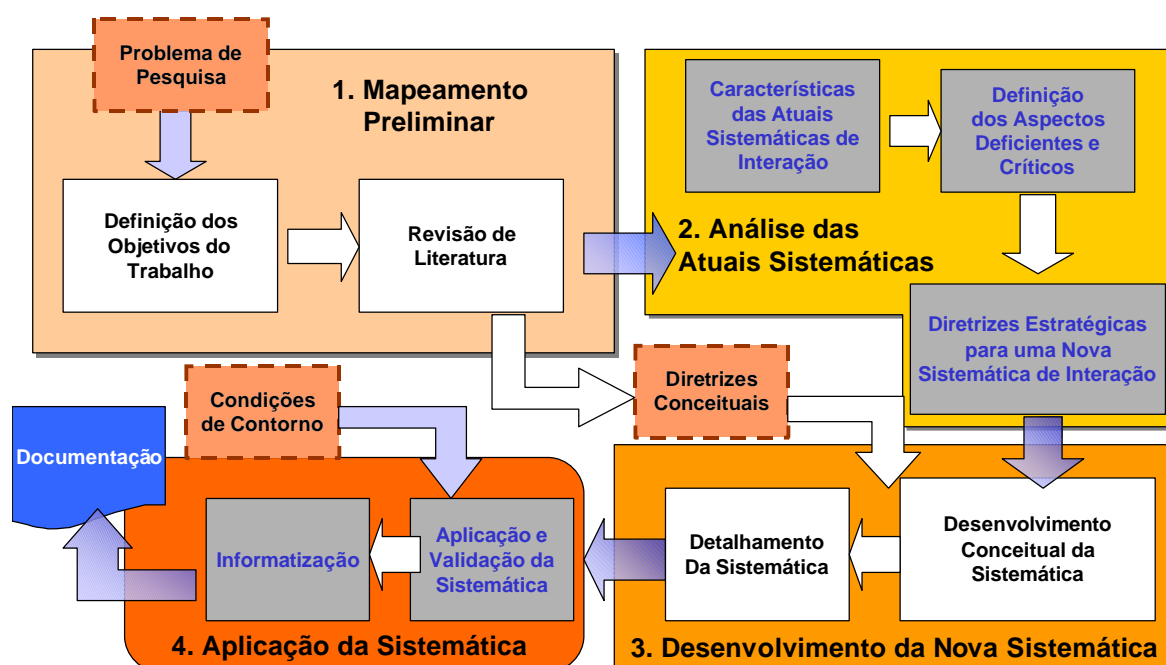 Problema de
Pesquisa
1. Mapeamento
Preliminar
Definição dos
Objetivos do
Trabalho
Revisão de
Literatura
Características
das Atuais
Sistemáticas de
Interação
Definição
dos Aspectos
Deficientes e
Críticos
2. Análise das
Atuais Sistemáticas
Diretrizes Estratégicas
para uma Nova
Sistemática de Interação
Diretrizes
Conceituais
Condições
de Contorno
Documentação
Informatização
Aplicação e
Validação da
Sistemática
4. Aplicação da Sistemática
Detalhamento
Da Sistemática
Desenvolvimento
Conceitual da
Sistemática
3. Desenvolvimento da Nova Sistemática